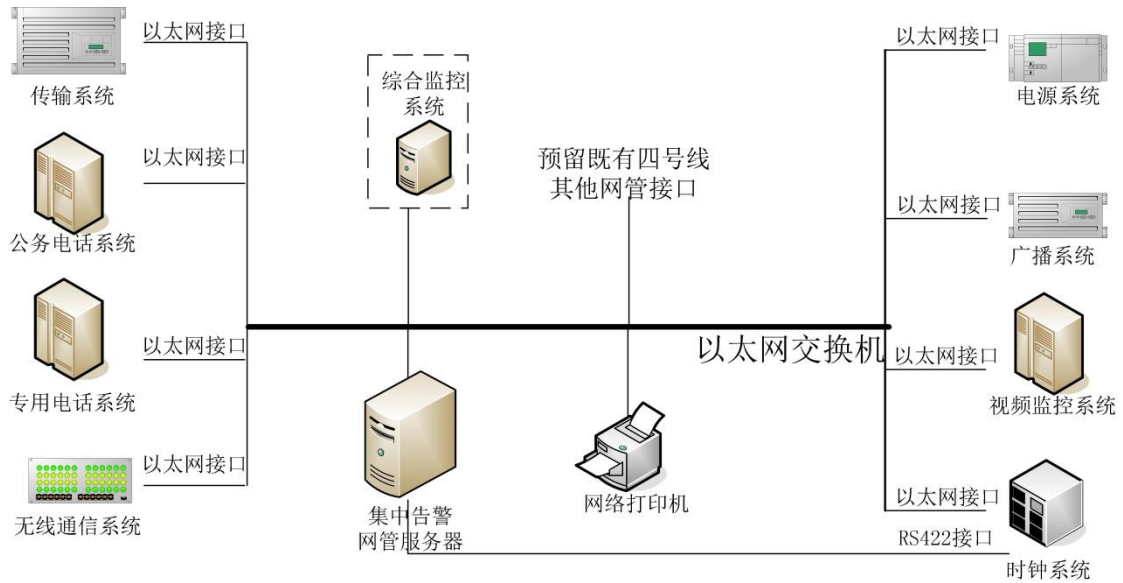 以太网接口
传输系统
以太网接口
公务电话系统
以太网接口
专用电话系统
以太网接口
无线通信系统
综合监控
系统
预留既有四号线
其他网管接口
以太网交换机
集中告警
网管服务器
网络打印机
以太网接口
电源系统
以太网接口
广播系统
以太网接口
视频监控系统
以太网接口
RS422接口
时钟系统